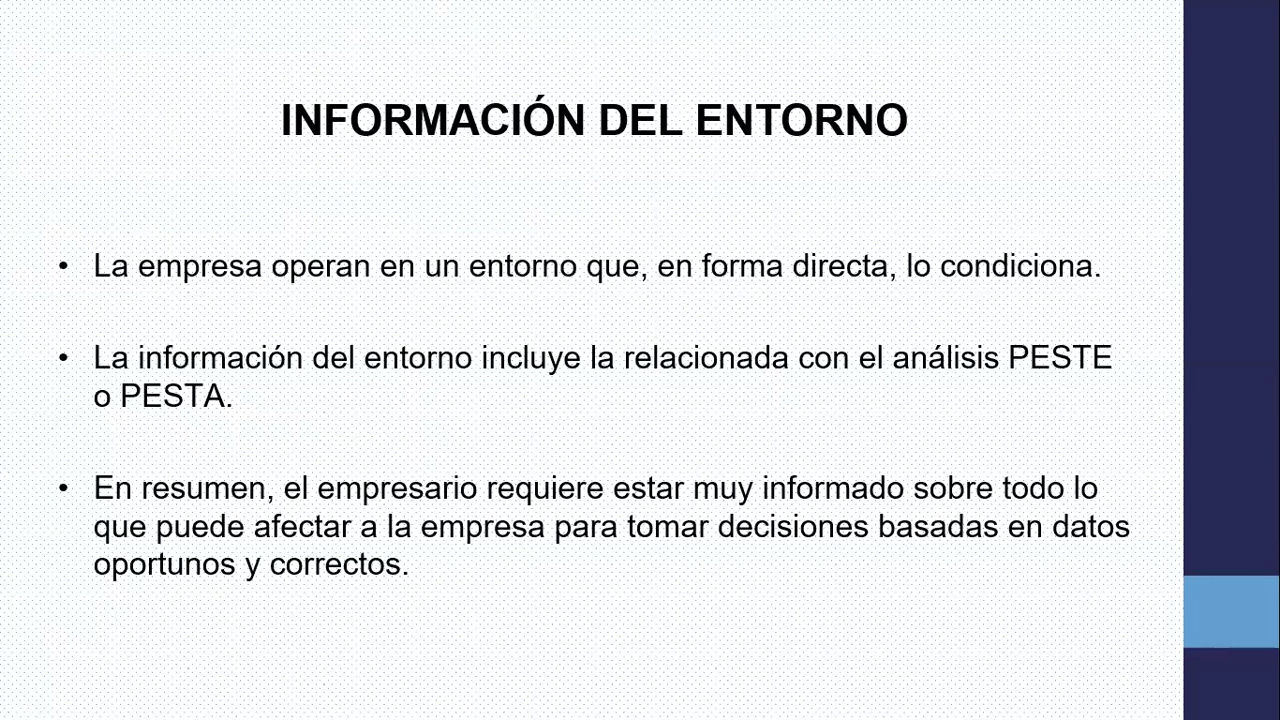 INFORMACIÓN DEL ENTORNO
• La empresa operan en un entorno que, en forma directa, lo condiciona.
• La información del entorno incluye la relacionada con el análisis PESTE
o PESTA.
• En resumen, el empresario requiere estar muy informado sobre todo lo
que puede afectar a la empresa para tomar decisiones basadas en datos
oportunos y correctos.